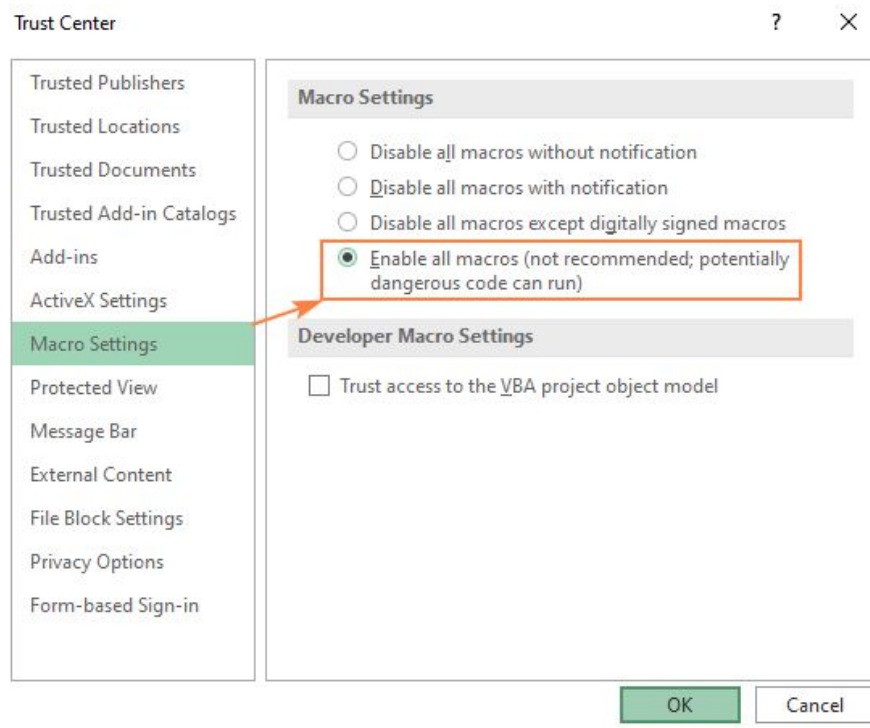 Trust Center
?
Trusted Publishers
Trusted Locations
Trusted Documents
Trusted Add-in Catalogs
Add-ins
ActiveX Settings
Macro Settings
Protected View
Message Bar
External Content
File Block Settings
Privacy Options
Form-based Sign-in
Macro Settings
Disable all macros without notification
Disable all macros with notification
Disable all macros except digitally signed macros
Enable all macros (not recommended; potentially
dangerous code can run)
Developer Macro Settings
Trust access to the VBA project object model
OK
Cancel